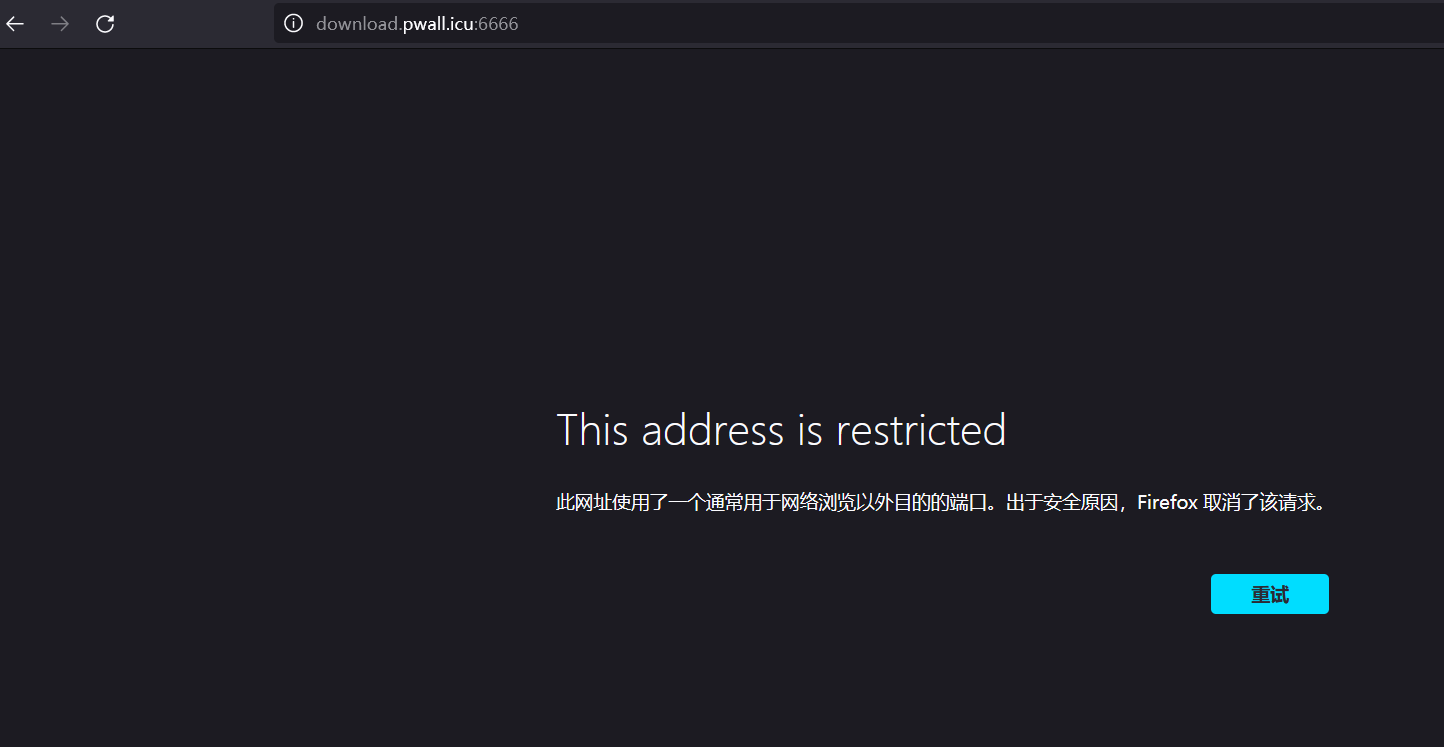 download.pwall.icu:6666
This address is restricted
此网址使用了一个通常用于网络浏览以外目的的端口。出于安全原因，Firefox 取消了该请求。
重试